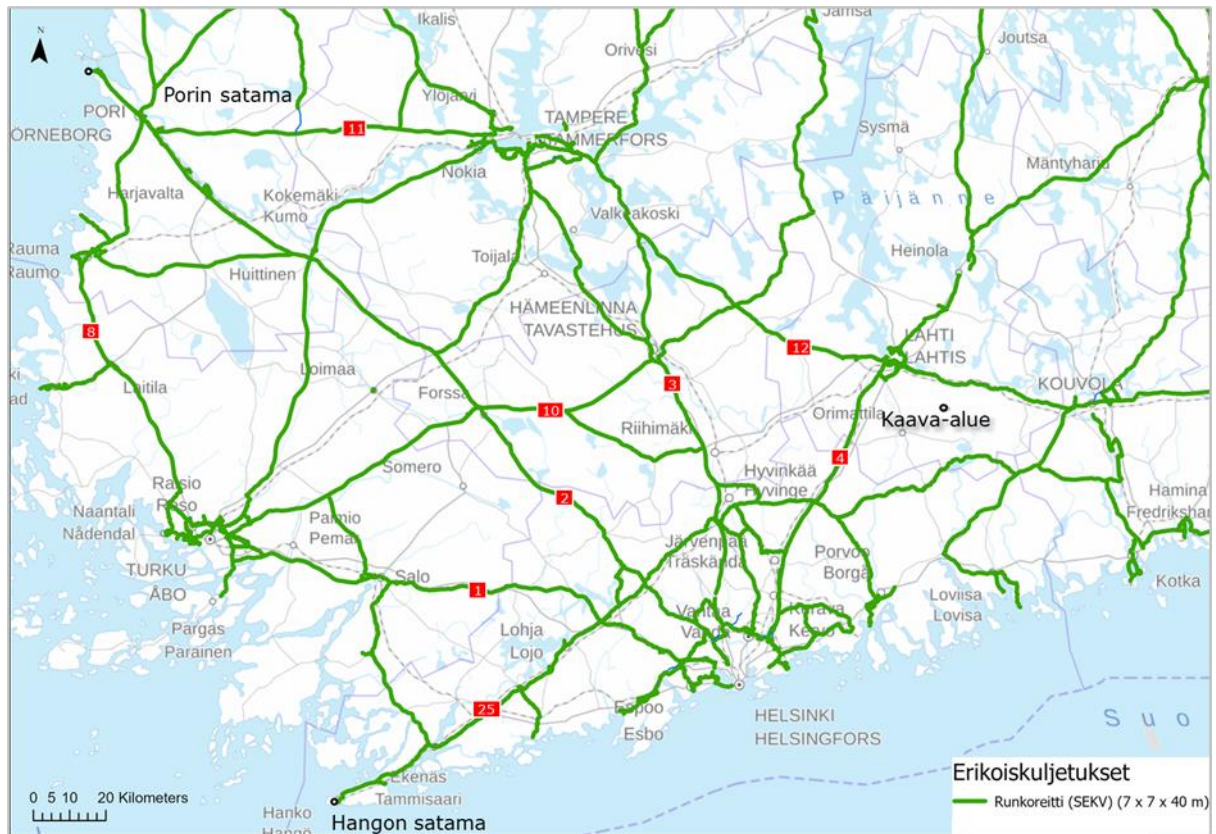 Ikalis
Jämsä
Joutsa
Orivesi
N
Ylöjärvi
Porin satama
PORI
TAMPERE
TAMMERFORS
Sysmä
11
Mäntyharju
Nokia
Harjavalta
Kokemäki
Kumo
Valkeakoski
Päijänne
Rauma
Raumo
Toijala
Heinola
Huittinen
HÄMEENLINNA
TAVASTEHUS
8
LAHTI
LAHTIS
12
Laitila
Loimaa
Forssa
3
KOUVOLA
10
Orimattila
Kaava-alue
Riihimäki
4
Somero
Hyvinkää
Hyvinge
2
Raisio
Reso
Hamina
Naantali
Nådendal
Paimio
Pemar
Järvenpää
Träskända
Porvoo
Borgå
TURKU
ÅBO
Salo
1
Kotka
Loviisa
Lovisa
Pargas
Parainen
Lohja
Lojo
Vantaa
Vanda
Kerava
Kervo
25
Espoo
Esbo
HELSINKI
HELSINGFORS
Suo
Erikoiskuljetukset
Runkoreitti (SEKV) (7 x 7 x 40 m)
Ekenäs
Tammisaari
0 5 10 20 Kilometers
Hanko
Hangö
Hangon satama